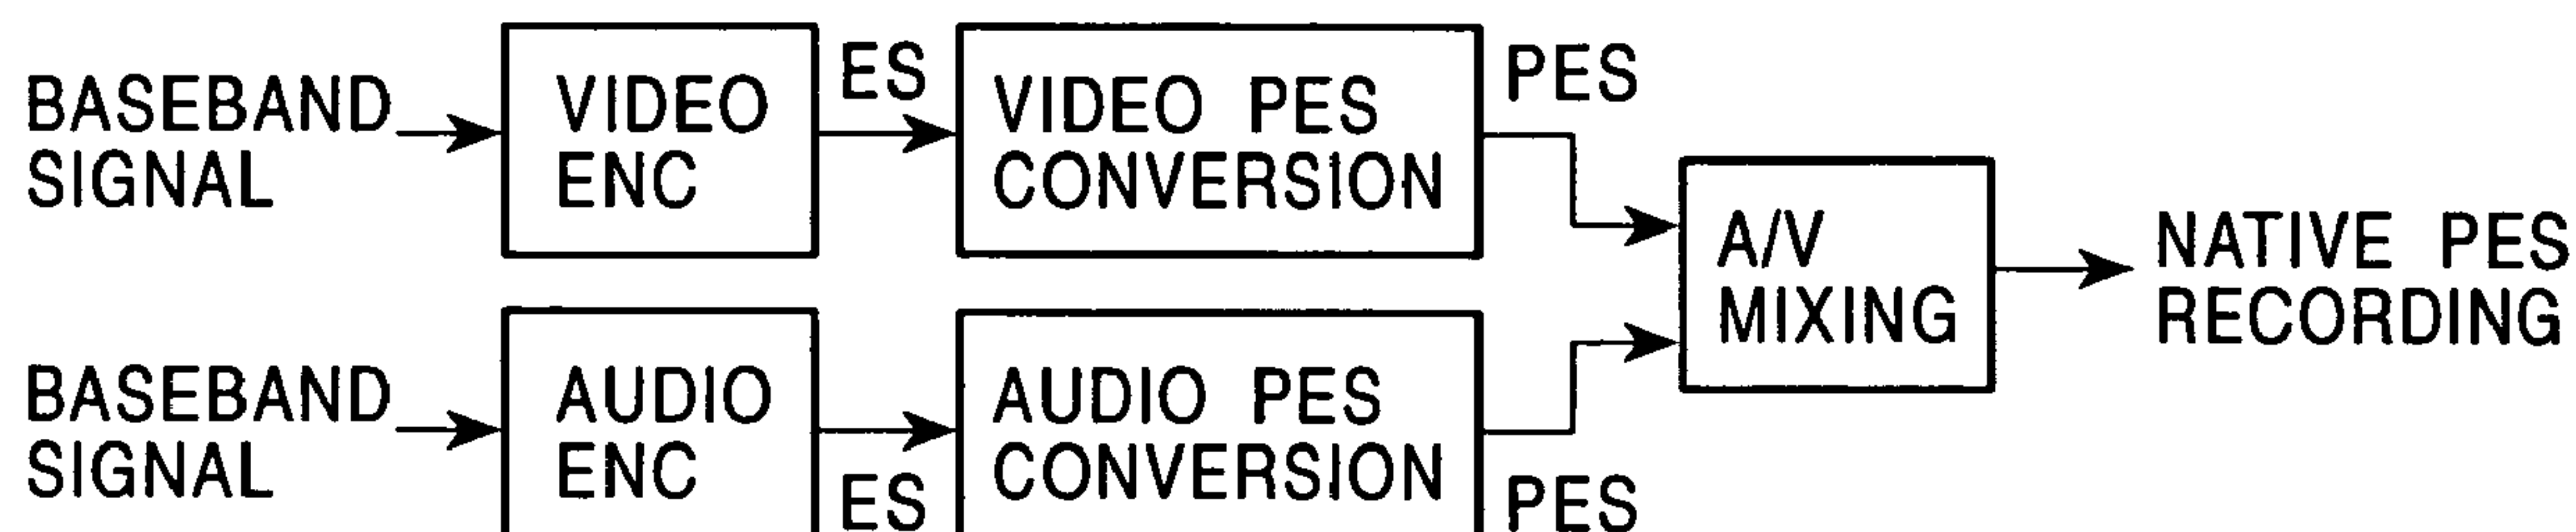 BASEBAND
SIGNAL
VIDEO
ENC
ES
VIDEO PES
CONVERSION
PES
BASEBAND
SIGNAL
AUDIO
ENC
ES
AUDIO PES
CONVERSION
PES
A/V
MIXING
NATIVE PES
RECORDING